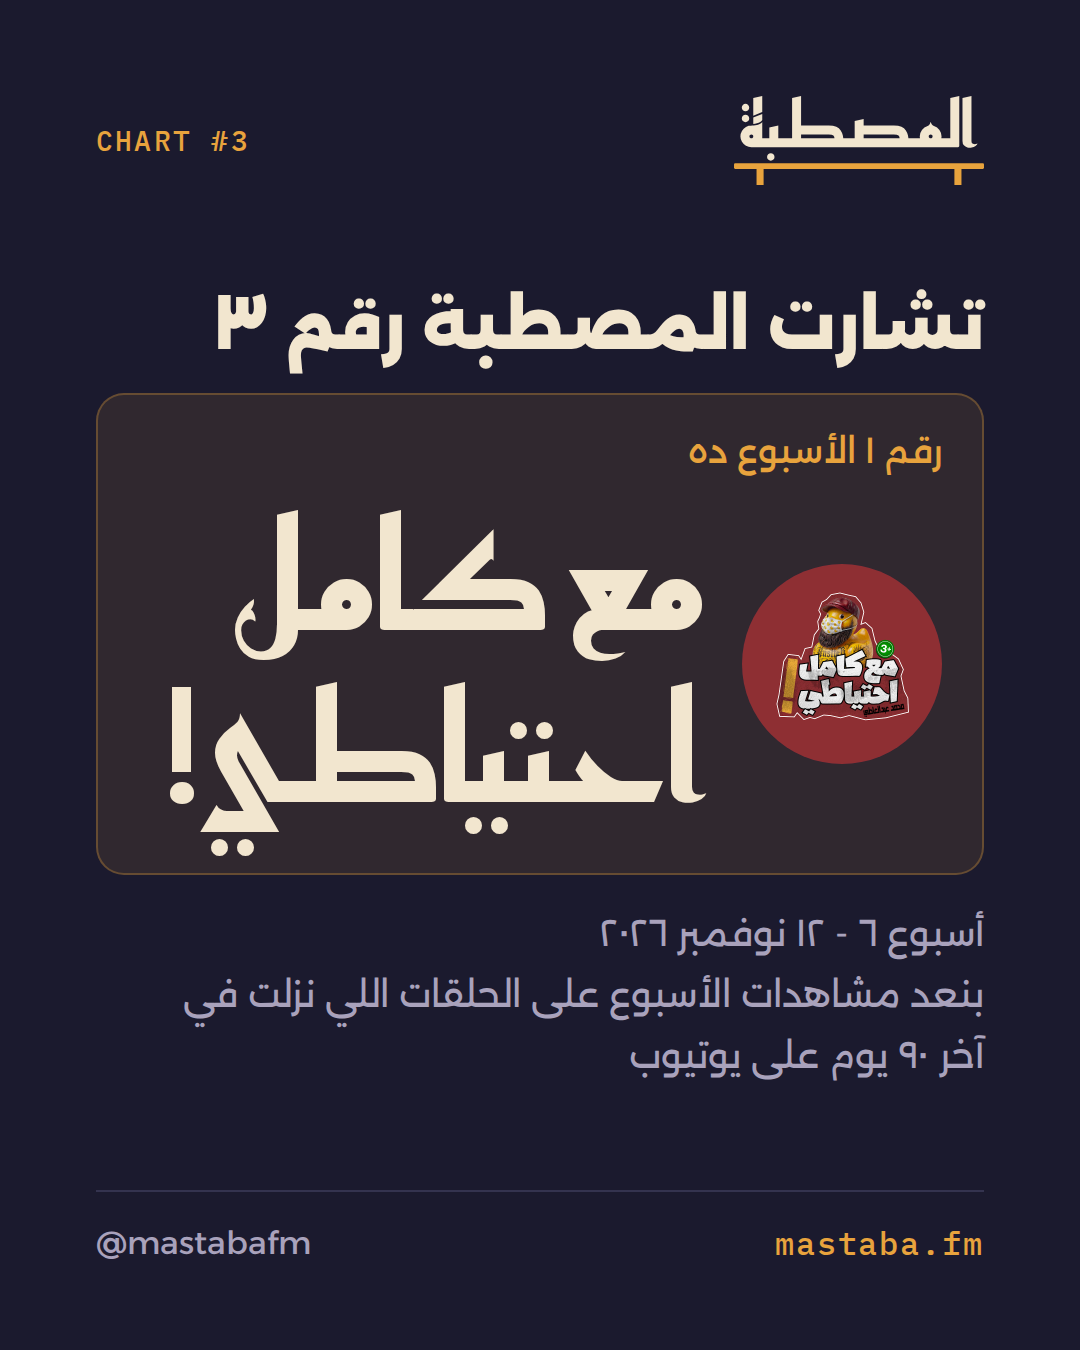 المصطبة
CHART #3
تشارت المصطبة رقم ٣
رقم ١ الأسبوع ده
مع كامل
احتياطي!
+3
مع كامل
احتياطي!
أسبوع ٦ - ١٢ نوفمبر ٢٠٢٦
بنعد مشاهدات الأسبوع على الحلقات اللي نزلت في
آخر ٩٠ يوم على يوتيوب
mastaba.fm
@mastabafm